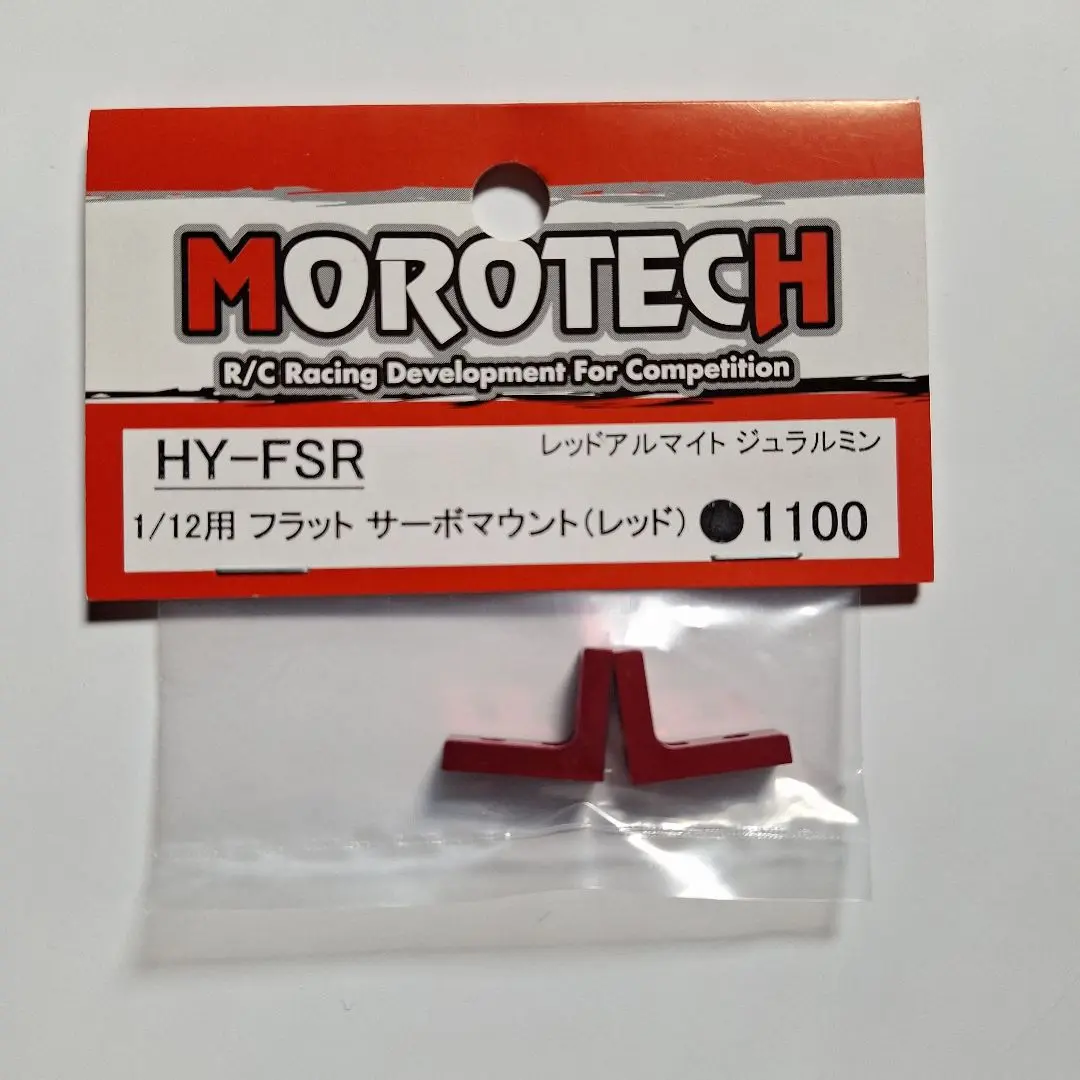 MOROTECH
R/C Racing Development For Competition
HY-FSR
レッドアルマイト ジュラルミン
1/12用 フラット サーボマウント(レッド) ●1100